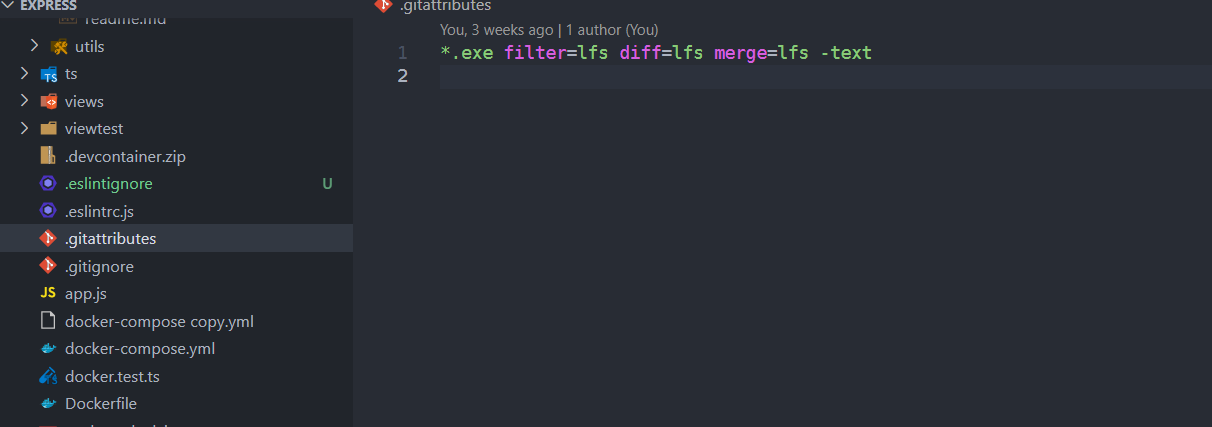 EXPRESS
readme.md
utils
ts
views
viewtest
.devcontainer.zip
.eslintignore U
.eslintrc.js
.gitattributes
.gitignore
JS app.js
docker-compose copy.yml
docker-compose.yml
docker.test.ts
Dockerfile
.gitattributes
You, 3 weeks ago | 1 author (You)
1 *.exe filter=lfs diff=lfs merge=lfs -text
2